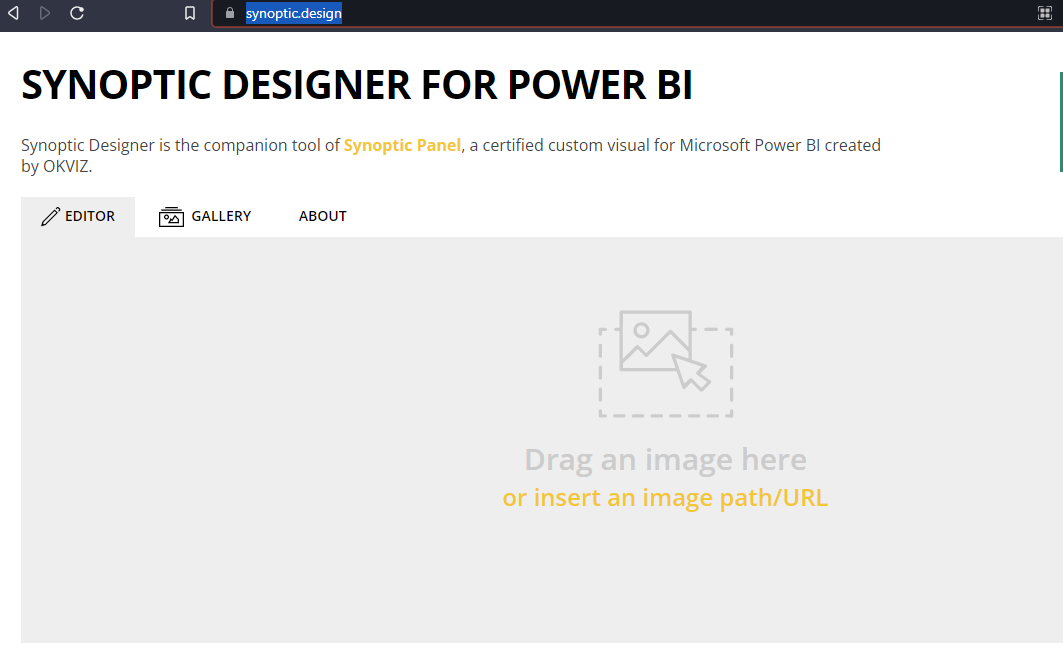 synoptic.design
SYNOPTIC DESIGNER FOR POWER BI
Synoptic Designer is the companion tool of Synoptic Panel, a certified custom visual for Microsoft Power BI created
by OKVIZ.
EDITOR GALLERY ABOUT
Drag an image here
or insert an image path/URL